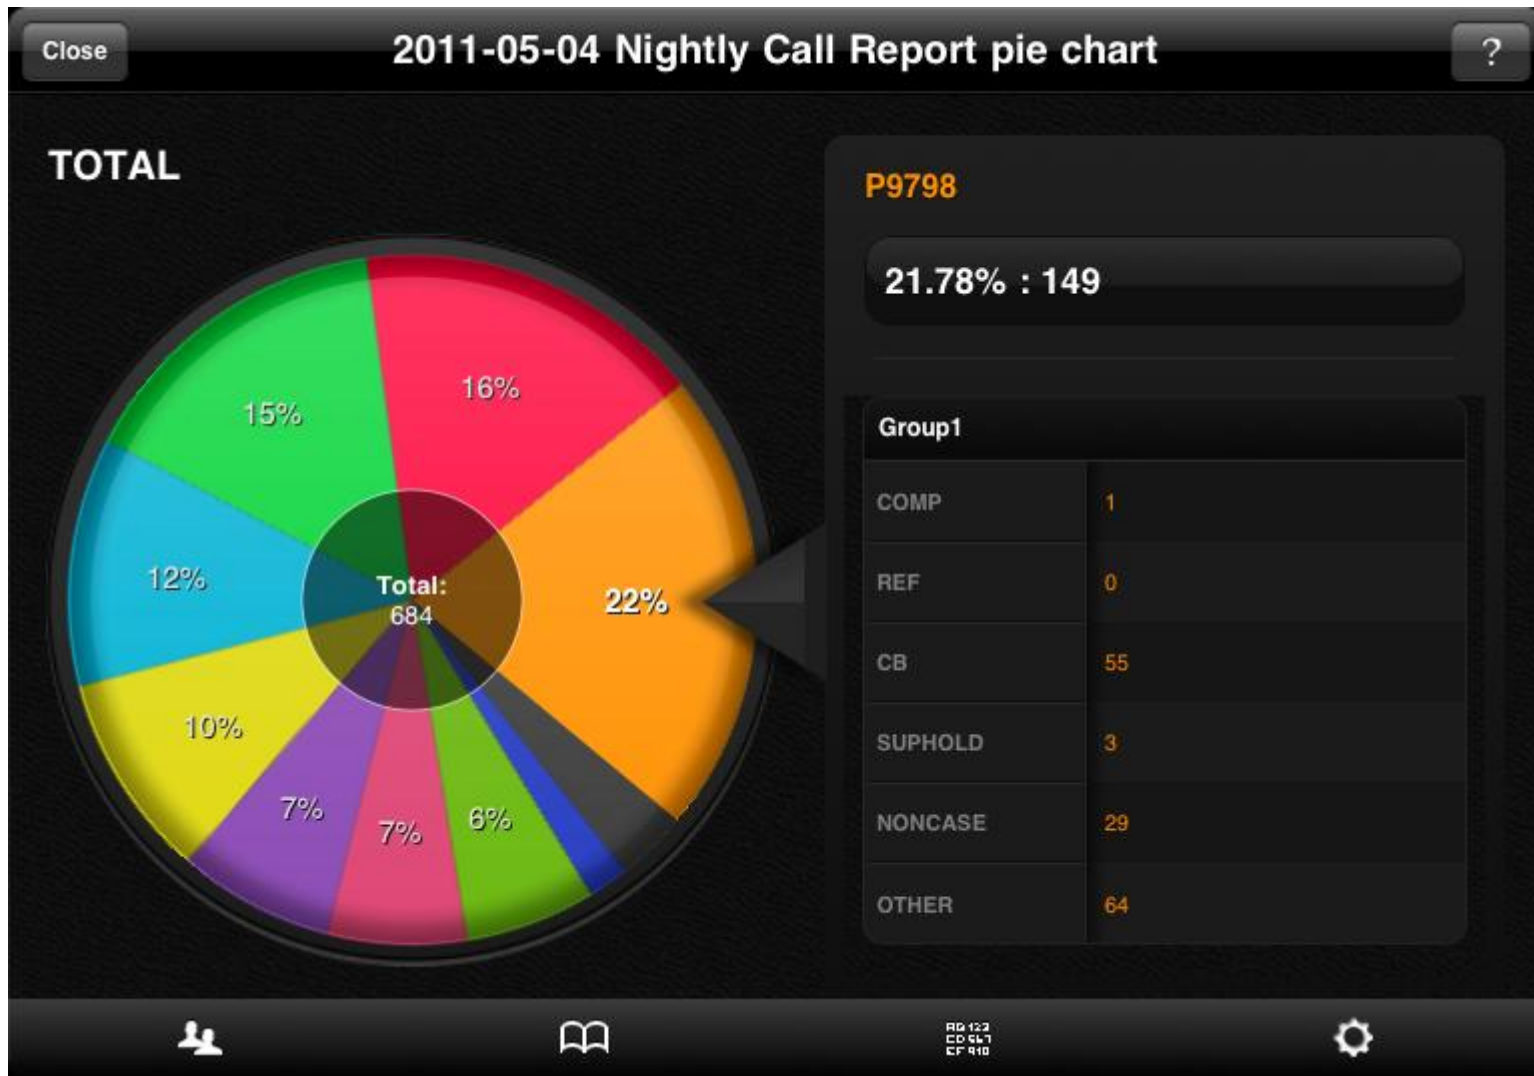 Close
2011-05-04 Nightly Call Report pie chart
?
TOTAL
16%
15%
12%
Total:
684
22%
10%
7%
7%
6%
P9798
21.78% : 149
Group1
COMP 1
REF 0
CB 55
SUPHOLD 3
NONCASE 29
OTHER 64